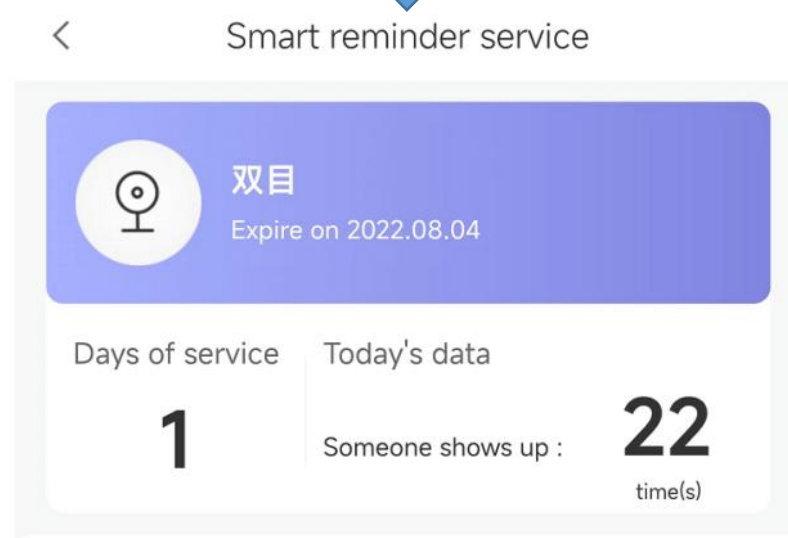 Smart reminder service
双目
Expire on 2022.08.04
Days of service
1
Today's data
Someone shows up :
22
time(s)